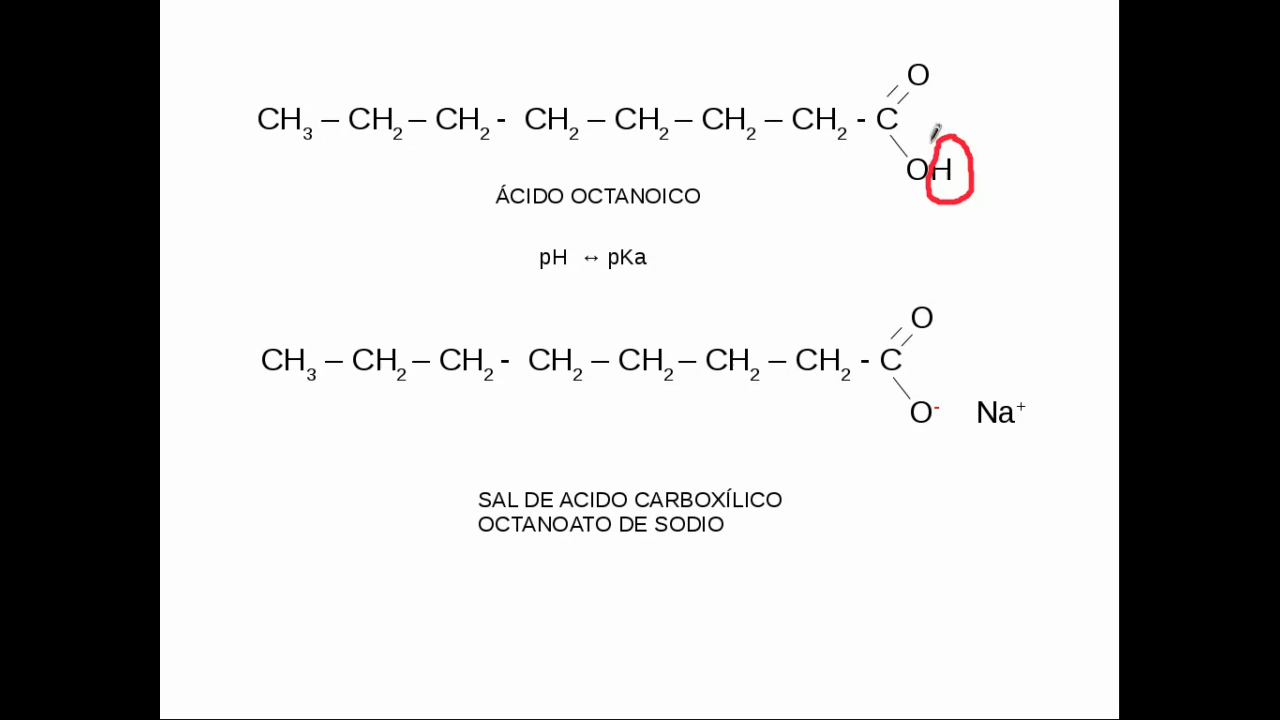 O
CH₃ – CH₂ – CH₂ - CH₂ – CH₂ – CH₂ – CH₂ - C
OH
ÁCIDO OCTANOICO
pH ↔ pKa
O
CH₃ – CH₂ – CH₂ - CH₂ – CH₂ – CH₂ – CH₂ - C
O⁻ Na⁺
SAL DE ACIDO CARBOXÍLICO
OCTANOATO DE SODIO